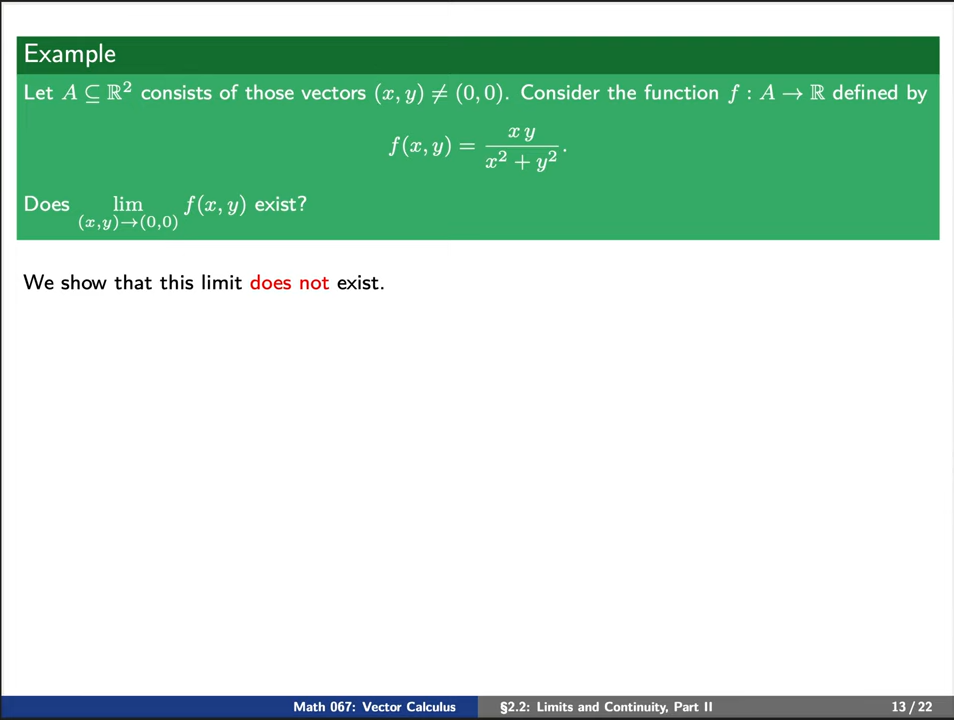 Example
Let A ⊆ ℝ² consists of those vectors (x, y) ≠ (0, 0). Consider the function f : A → ℝ defined by
f(x, y) = x y / x² + y² .
Does lim (x,y)→(0,0) f(x, y) exist?
We show that this limit does not exist.
Math 067: Vector Calculus §2.2: Limits and Continuity, Part II 13 / 22